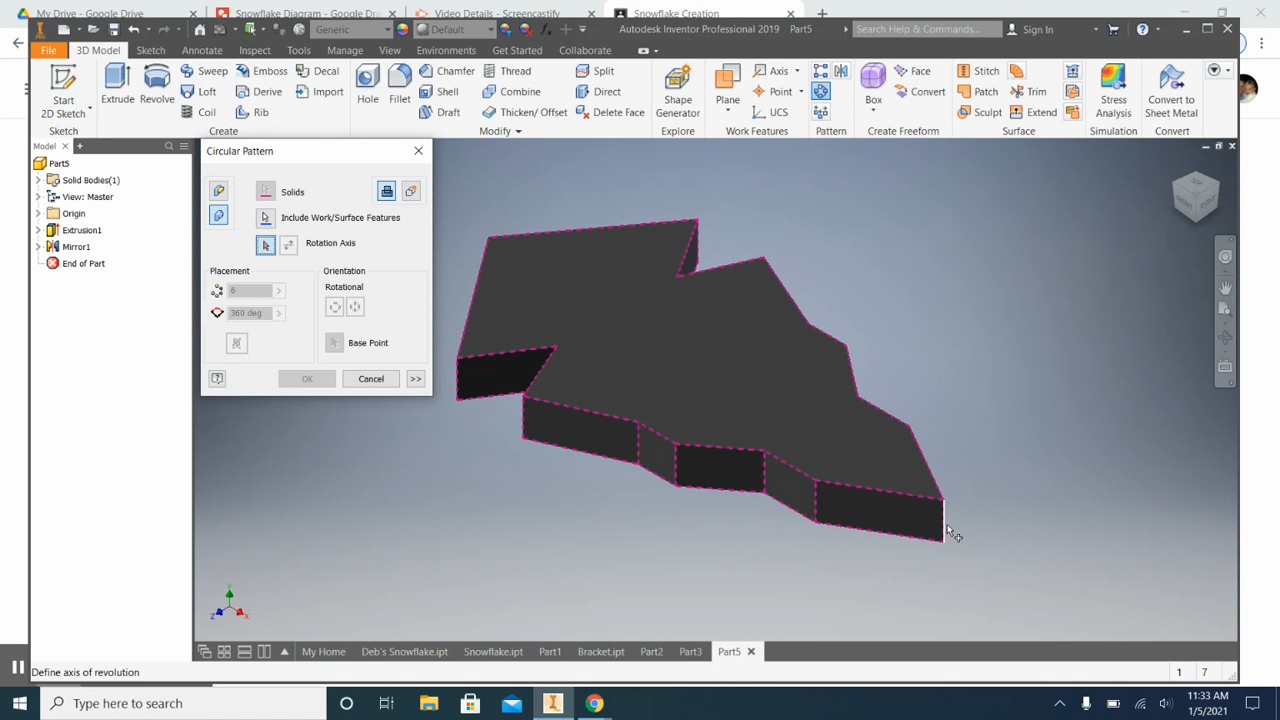 My Drive - Google Drive
Snowflake Diagram - Google Dra
Video Details - Screencastify
Snowflake Creation
Generic
Default
Autodesk Inventor Professional 2019 Part5
Search Help & Commands...
Sign In
File
3D Model
Sketch
Annotate
Inspect
Tools
Manage
View
Environments
Get Started
Collaborate
Start
2D Sketch
Extrude
Revolve
Sweep
Loft
Coil
Emboss
Derive
Rib
Decal
Import
Hole
Fillet
Chamfer
Shell
Draft
Thread
Combine
Thicken/ Offset
Split
Direct
Delete Face
Shape
Generator
Plane
Axis
Point
UCS
Box
Face
Convert
Stitch
Patch
Sculpt
Trim
Extend
Stress
Analysis
Convert to
Sheet Metal
Sketch
Create
Modify
Explore
Work Features
Pattern
Create Freeform
Surface
Simulation
Convert
Model
Part5
Solid Bodies(1)
View: Master
Origin
Extrusion1
Mirror1
End of Part
Circular Pattern
Solids
Include Work/Surface Features
Rotation Axis
Placement
6
360 deg
Orientation
Rotational
Base Point
OK
Cancel
>>
TOP
FRONT
RIGHT
Y
Z
X
My Home
Deb's Snowflake.ipt
Snowflake.ipt
Part1
Bracket.ipt
Part2
Part3
Part5
Define axis of revolution
1
7
Type here to search
11:33 AM
1/5/2021